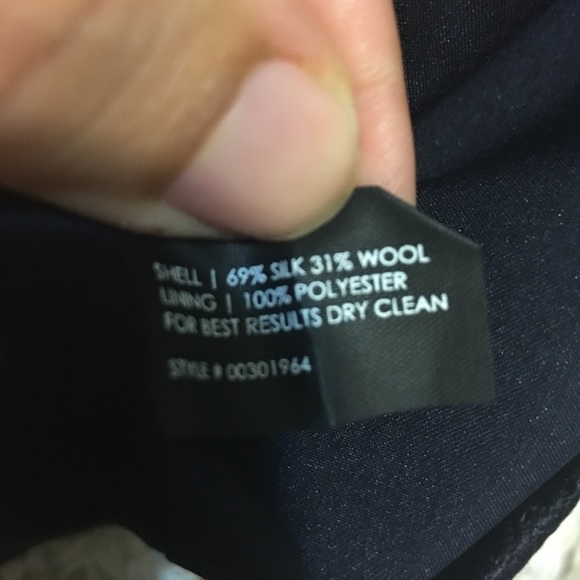 SHELL | 69% SILK 31% WOOL
LINING | 100% POLYESTER
FOR BEST RESULTS DRY CLEAN
STYLE # 00301964